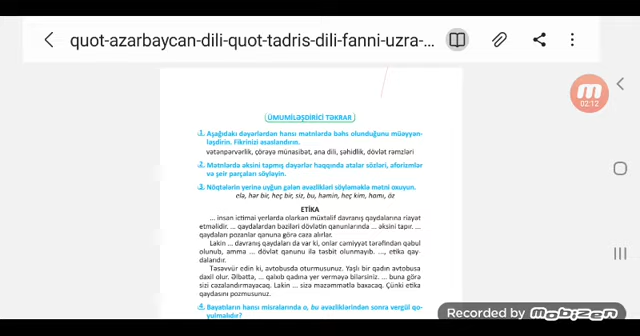 quot-azarbaycan-dili-quot-tadris-dili-fanni-uzra-...
02:12
ÜMUMİLƏŞDİRİCİ TƏKRAR
1. Aşağıdakı dəyərlərdən hansı mətnlərdə bəhs olunduğunu müəyyən-
ləşdirin. Fikrinizi əsaslandırın.
vətənpərvərlik, çörəyə münasibət, ana dili, şəhidlik, dövlət rəmzləri
2. Mətnlərdə əksini tapmış dəyərlər haqqında atalar sözləri, aforizmlər
və şeir parçaları söyləyin.
3. Nöqtələrin yerinə uyğun gələn əvəzlikləri söyləməklə mətni oxuyun.
elə, hər bir, heç bir, siz, bu, həmin, heç kim, hamı, öz
ETİKA
... insan ictimai yerlərdə olarkən müxtəlif davranış qaydalarına riayət
etməlidir. ... qaydalardan bəziləri dövlətin qanunlarında ... əksini tapır. ...
qaydaları pozanlar qanuna görə cəza alırlar.
Lakin ... davranış qaydaları da var ki, onlar cəmiyyət tərəfindən qəbul
olunub, amma ... dövlət qanunu ilə təsbit olunmayıb. ..., etika qay-
dalarıdır.
Təsəvvür edin ki, avtobusda oturmusunuz. Yaşlı bir qadın avtobusa
daxil olur. Əlbəttə, ... qalxıb qadına yer verməyə bilərsiniz. ... buna görə
sizi cəzalandırmayacaq. Lakin ... sizə məzəmmətlə baxacaq. Çünki etika
qaydasını pozmusunuz.
4. Bayatıların hansı misralarında o, bu əvəzliklərindən sonra vergül qo-
yulmalıdır?
Recorded by Mobizen